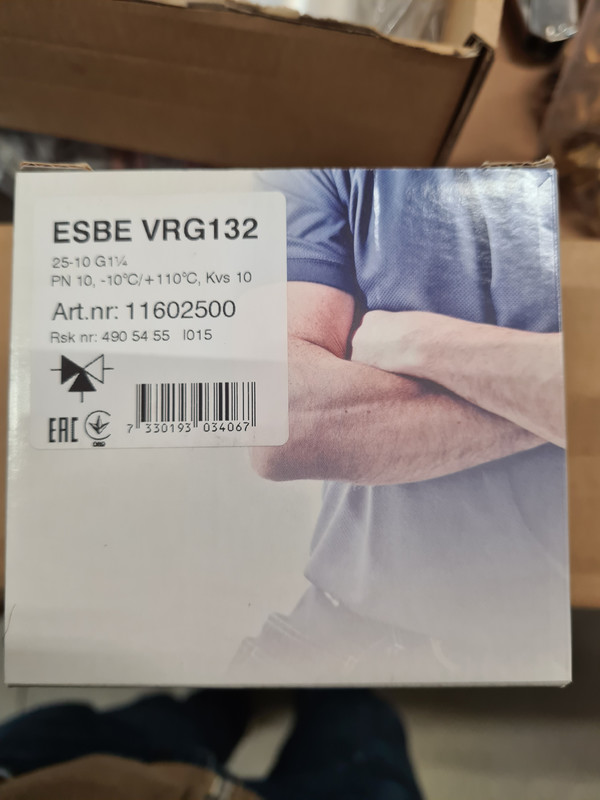 ESBE VRG132
25-10 G1¼
PN 10, -10°C/+110°C, Kvs 10
Art.nr: 11602500
Rsk nr: 490 54 55 I015
EAC
7 330193 034067